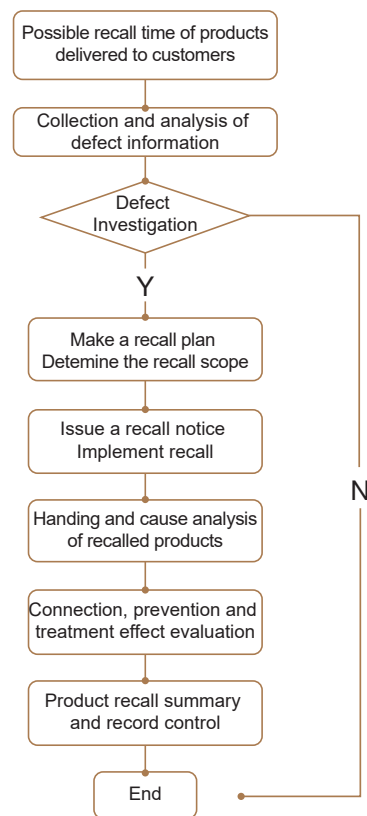 Possible recall time of products
delivered to customers
Collection and analysis of
defect information
Defect
Investigation
Y
Make a recall plan
Detemine the recall scope
Issue a recall notice
Implement recall
N
Handing and cause analysis
of recalled products
Connection, prevention and
treatment effect evaluation
Product recall summary
and record control
End